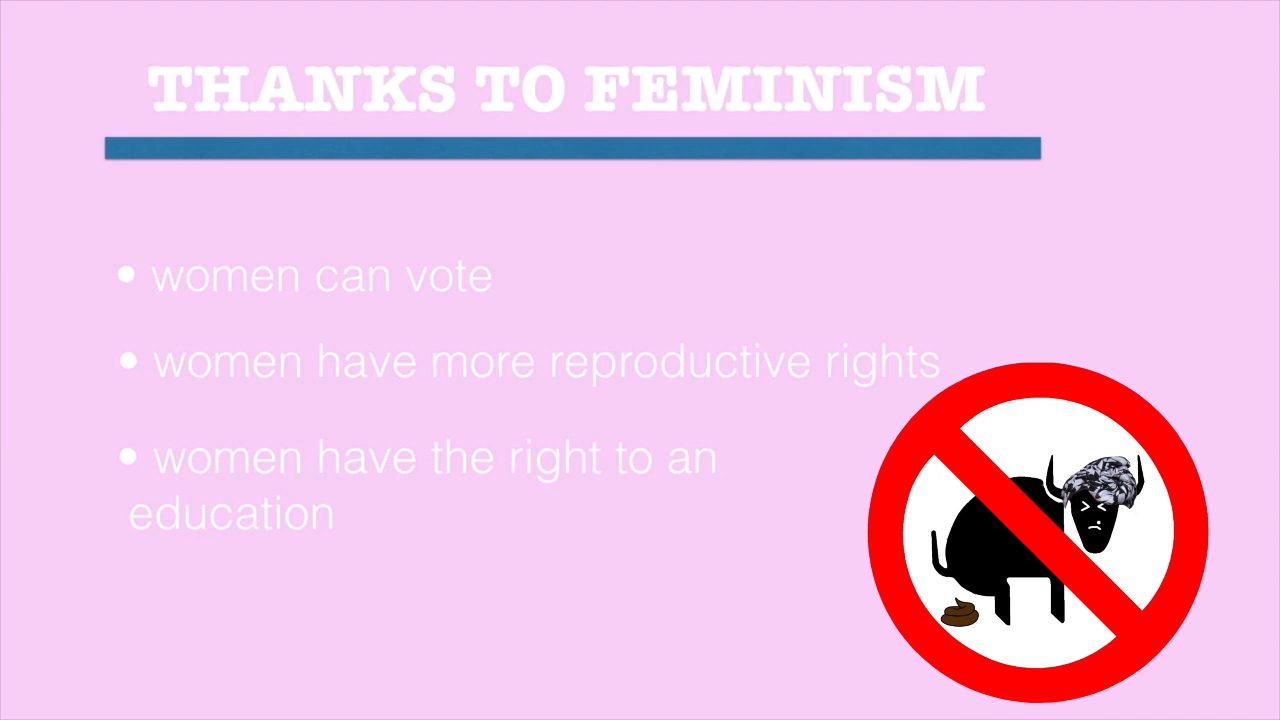 THANKS TO FEMINISM
• women can vote
• women have more reproductive rights
• women have the right to an
education